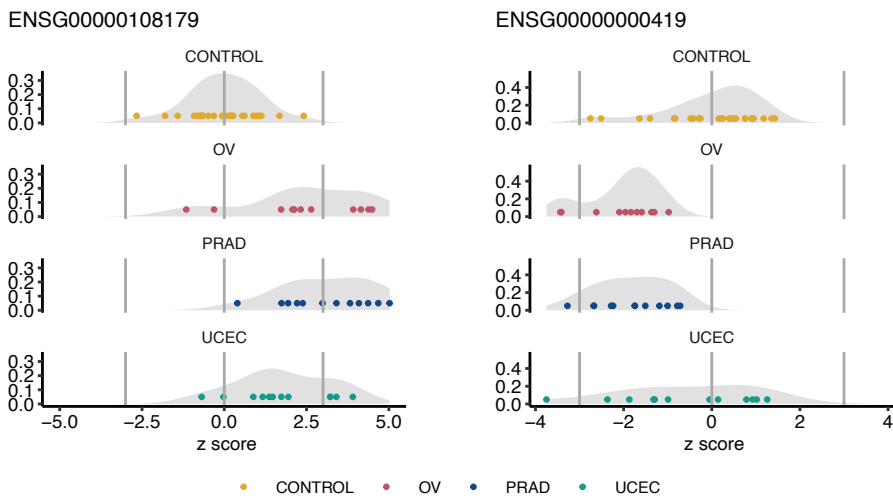 ENSG00000108179
CONTROL
0.3
0.2
0.1
0.0
OV
0.3
0.2
0.1
0.0
PRAD
0.3
0.2
0.1
0.0
UCEC
0.3
0.2
0.1
0.0
−5.0 −2.5 0.0 2.5 5.0
z score
ENSG00000000419
CONTROL
0.4
0.2
0.0
OV
0.4
0.2
0.0
PRAD
0.4
0.2
0.0
UCEC
0.4
0.2
0.0
−4 −2 0 2 4
z score
CONTROL OV PRAD UCEC